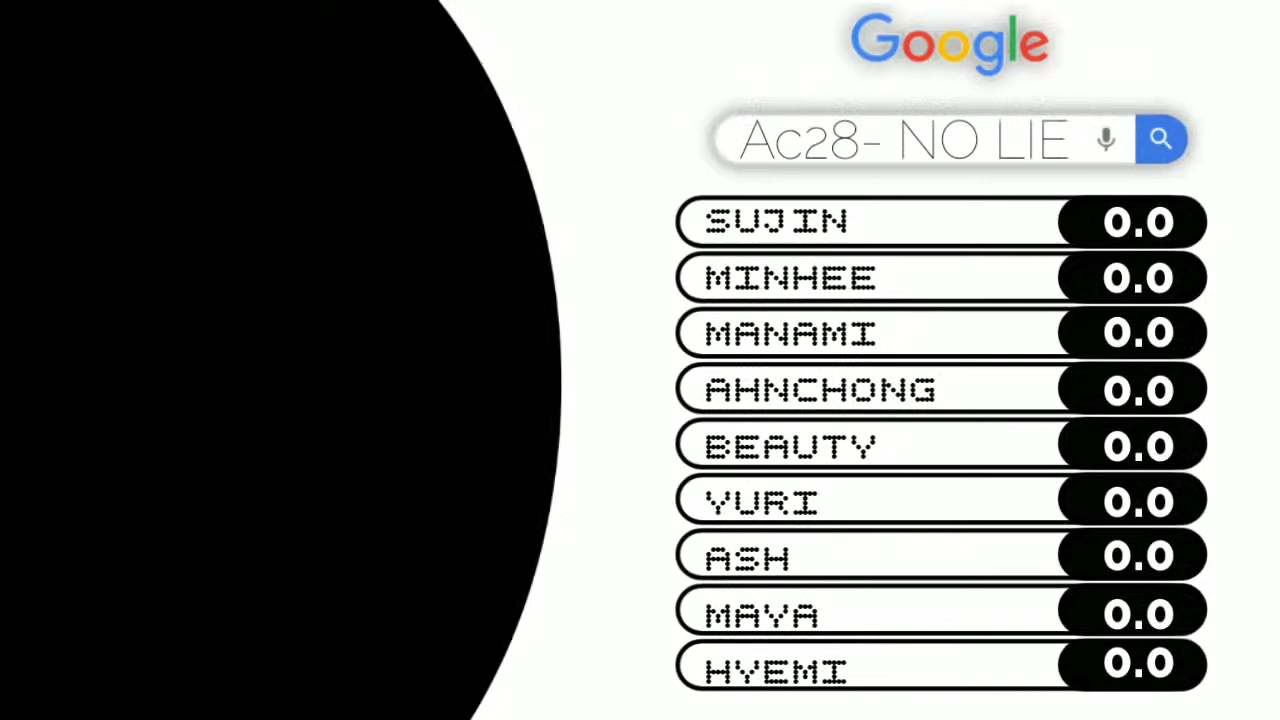 Google
Ac28- NO LIE
SUJIN 0.0
MINHEE 0.0
MANAMI 0.0
AHNCHONG 0.0
BEAUTY 0.0
YURI 0.0
ASH 0.0
MAYA 0.0
HYEMI 0.0